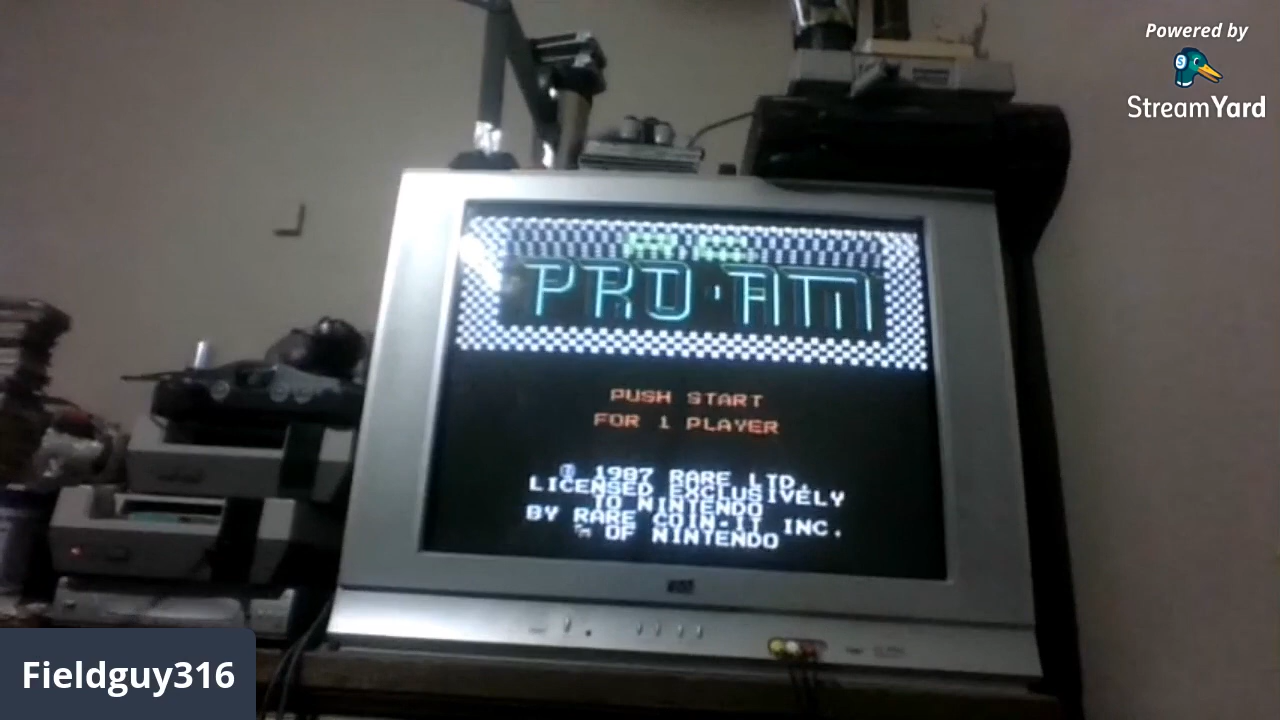 Powered by
StreamYard
R.C.
PRO·AM
PUSH START
FOR 1 PLAYER
© 1987 RARE LTD.
LICENSED EXCLUSIVELY
TO NINTENDO
BY RARE COIN-IT INC.
TM OF NINTENDO
Fieldguy316